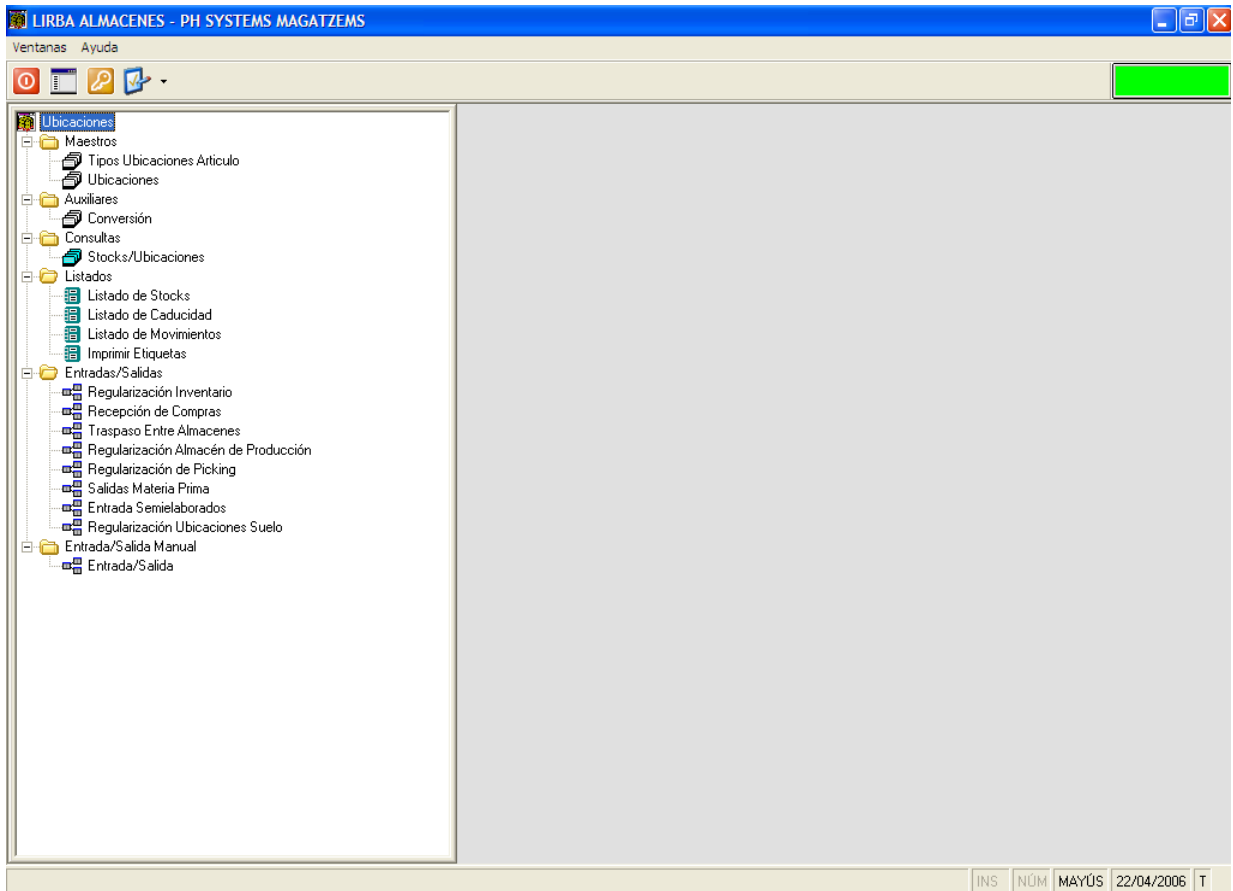 LIRBA ALMACENES - PH SYSTEMS MAGATZEMS
Ventanas Ayuda
Ubicaciones
Maestros
Tipos Ubicaciones Articulo
Ubicaciones
Auxiliares
Conversión
Consultas
Stocks/Ubicaciones
Listados
Listado de Stocks
Listado de Caducidad
Listado de Movimientos
Imprimir Etiquetas
Entradas/Salidas
Regularización Inventario
Recepción de Compras
Traspaso Entre Almacenes
Regularización Almacén de Producción
Regularización de Picking
Salidas Materia Prima
Entrada Semielaborados
Regularización Ubicaciones Suelo
Entrada/Salida Manual
Entrada/Salida
INS NÚM MAYÚS 22/04/2006 T